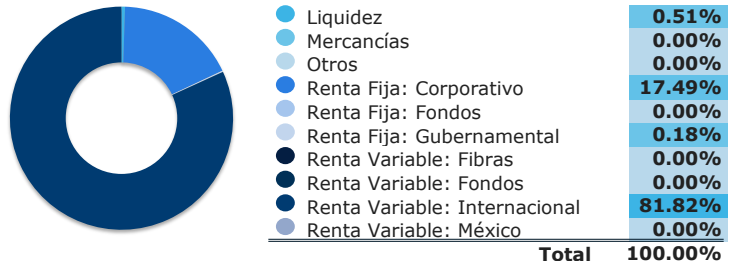 Liquidez 0.51%
Mercancías 0.00%
Otros 0.00%
Renta Fija: Corporativo 17.49%
Renta Fija: Fondos 0.00%
Renta Fija: Gubernamental 0.18%
Renta Variable: Fibras 0.00%
Renta Variable: Fondos 0.00%
Renta Variable: Internacional 81.82%
Renta Variable: México 0.00%
Total 100.00%